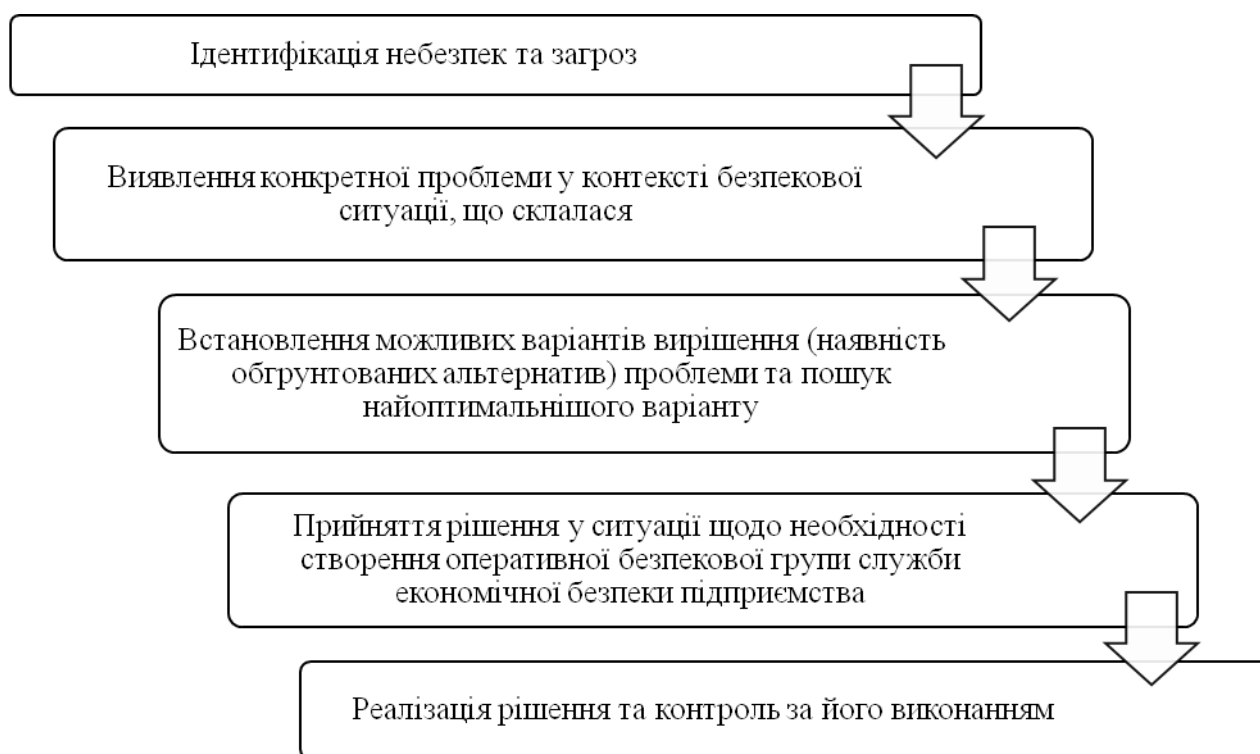 Ідентифікація небезпек та загроз
Виявлення конкретної проблеми у контексті безпекової
ситуації, що склалася
Встановлення можливих варіантів вирішення (наявність
обгрунтованих альтернатив) проблеми та пошук
найоптимальнішого варіанту
Прийняття рішення у ситуації щодо необхідності
створення оперативної безпекової групи служби
економічної безпеки підприємства
Реалізація рішення та контроль за його виконанням